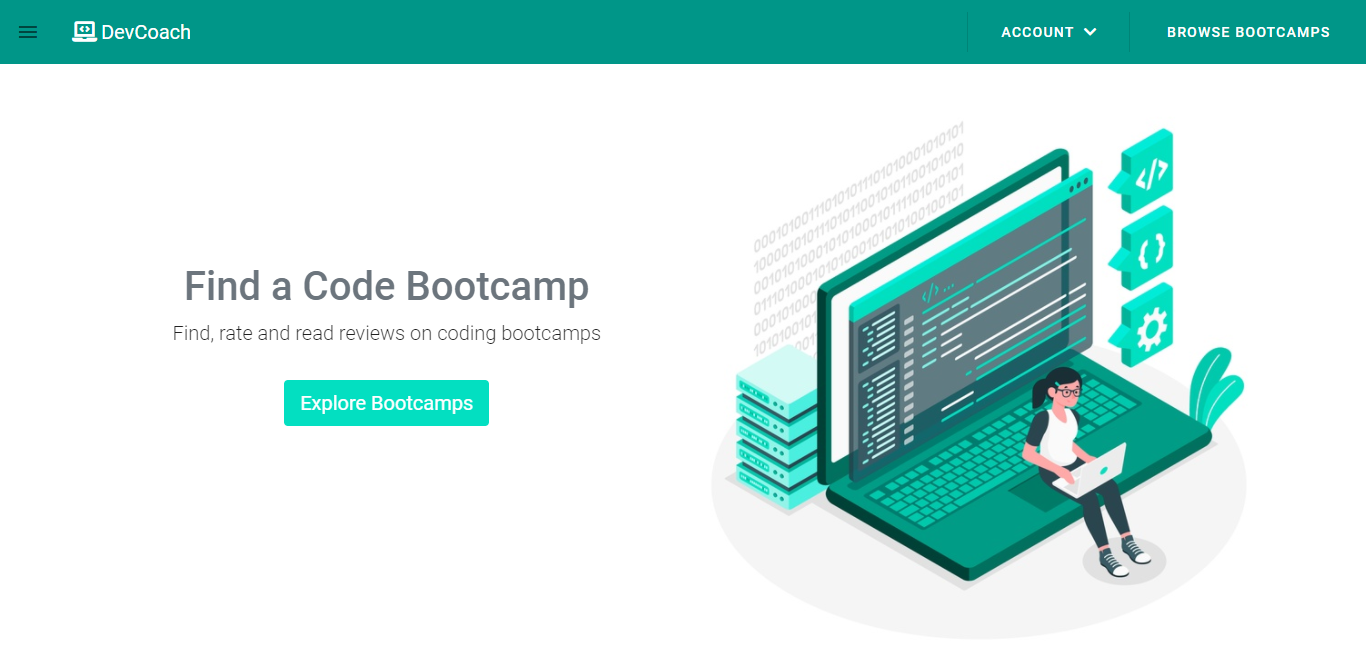 DevCoach
ACCOUNT
BROWSE BOOTCAMPS
Find a Code Bootcamp
Find, rate and read reviews on coding bootcamps
Explore Bootcamps